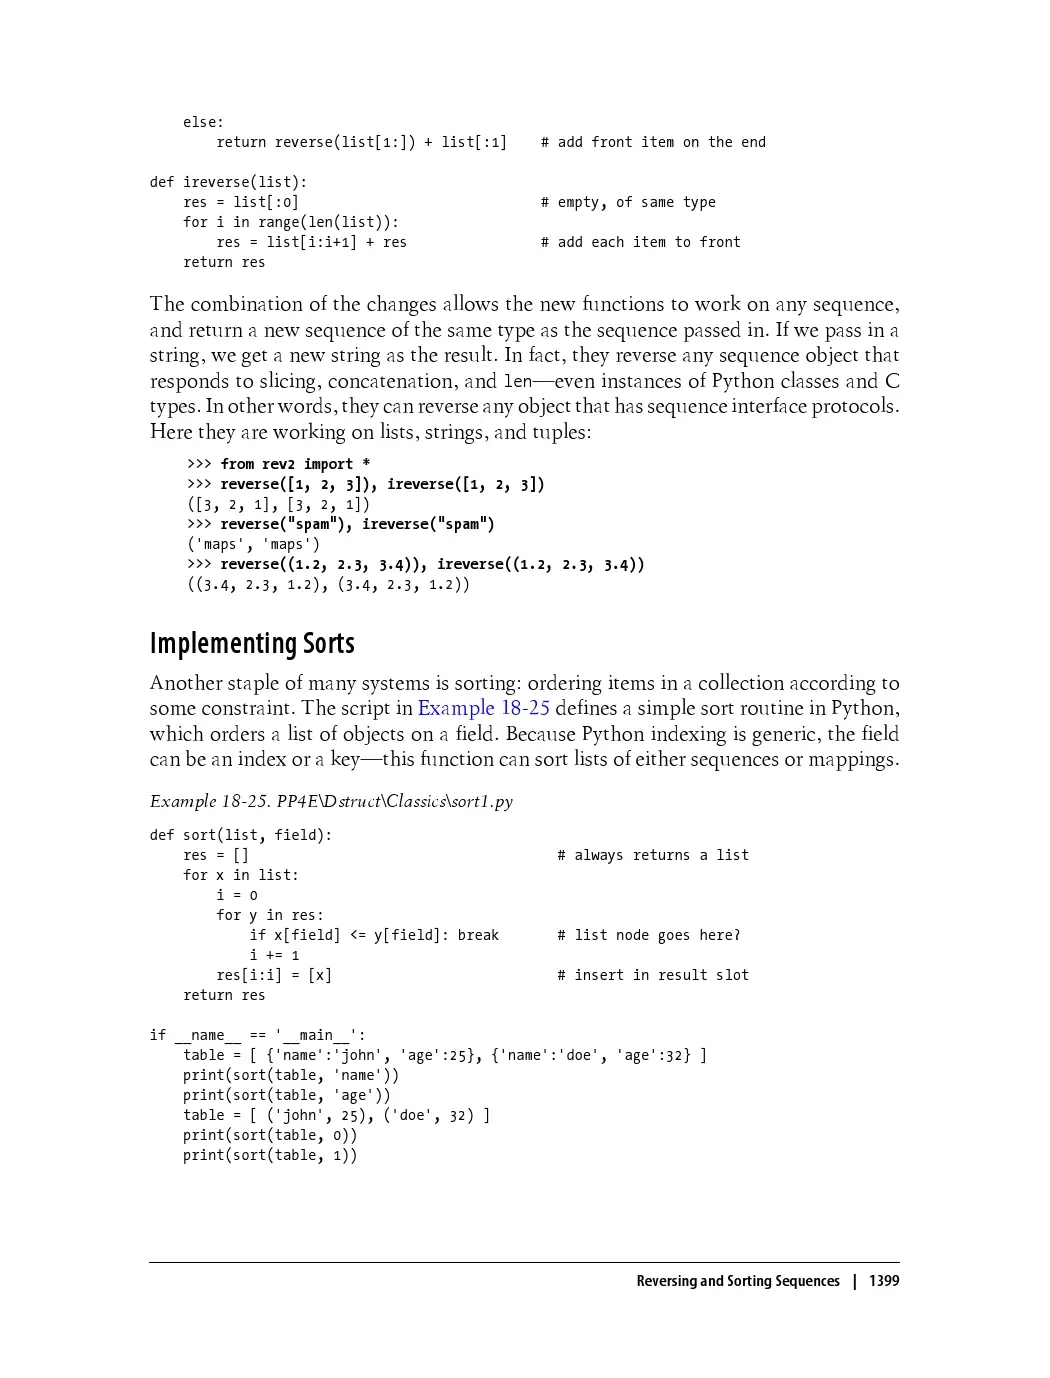 else:
        return reverse(list[1:]) + list[:1]    # add front item on the end

def ireverse(list):
    res = list[:0]                             # empty, of same type
    for i in range(len(list)):
        res = list[i:i+1] + res                # add each item to front
    return res

The combination of the changes allows the new functions to work on any sequence,
and return a new sequence of the same type as the sequence passed in. If we pass in a
string, we get a new string as the result. In fact, they reverse any sequence object that
responds to slicing, concatenation, and len—even instances of Python classes and C
types. In other words, they can reverse any object that has sequence interface protocols.
Here they are working on lists, strings, and tuples:

>>> from rev2 import *
>>> reverse([1, 2, 3]), ireverse([1, 2, 3])
([3, 2, 1], [3, 2, 1])
>>> reverse("spam"), ireverse("spam")
('maps', 'maps')
>>> reverse((1.2, 2.3, 3.4)), ireverse((1.2, 2.3, 3.4))
((3.4, 2.3, 1.2), (3.4, 2.3, 1.2))

Implementing Sorts

Another staple of many systems is sorting: ordering items in a collection according to
some constraint. The script in Example 18-25 defines a simple sort routine in Python,
which orders a list of objects on a field. Because Python indexing is generic, the field
can be an index or a key—this function can sort lists of either sequences or mappings.

Example 18-25. PP4E\Dstruct\Classics\sort1.py

def sort(list, field):
    res = []                                     # always returns a list
    for x in list:
        i = 0
        for y in res:
            if x[field] <= y[field]: break       # list node goes here?
            i += 1
        res[i:i] = [x]                           # insert in result slot
    return res

if __name__ == '__main__':
    table = [ {'name':'john', 'age':25}, {'name':'doe', 'age':32} ]
    print(sort(table, 'name'))
    print(sort(table, 'age'))
    table = [ ('john', 25), ('doe', 32) ]
    print(sort(table, 0))
    print(sort(table, 1))

Reversing and Sorting Sequences | 1399